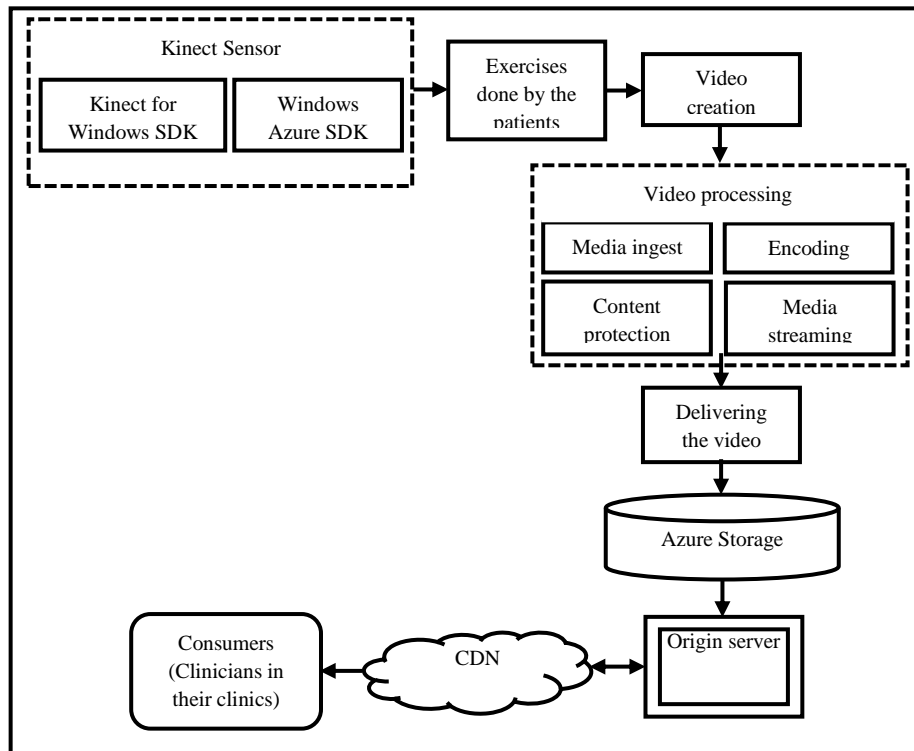 Kinect Sensor
Kinect for
Windows SDK
Windows
Azure SDK
Exercises
done by the
patients
Video
creation
Video processing
Media ingest
Encoding
Content
protection
Media
streaming
Delivering
the video
Azure Storage
Origin server
CDN
Consumers
(Clinicians in
their clinics)